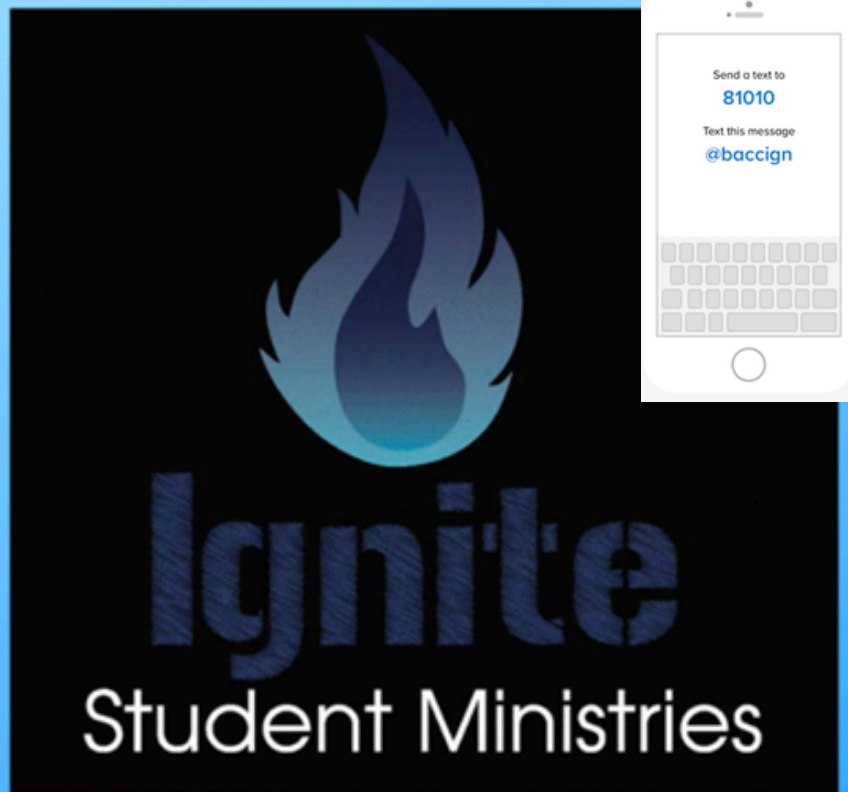 Send a text to
81010
Text this message
@baccign
Ignite
Student Ministries